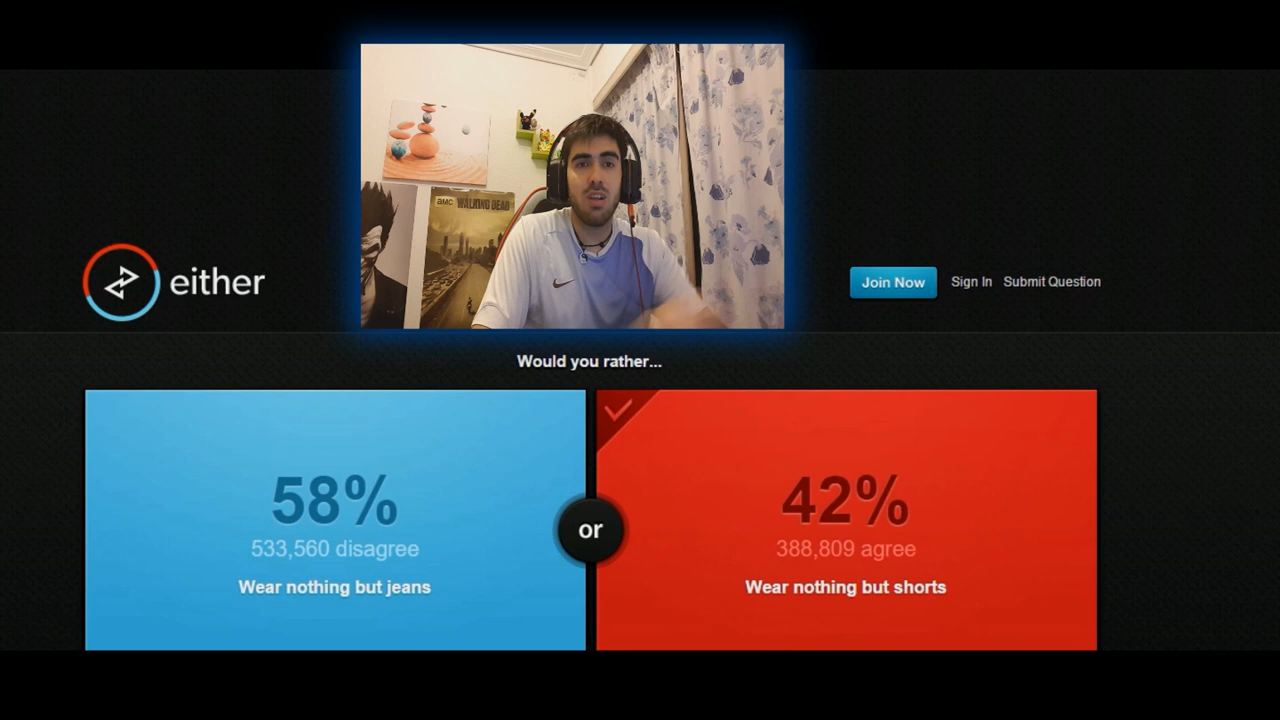 AMC WALKING DEAD
either
Join Now
Sign In
Submit Question
Would you rather...
58%
533,560 disagree
Wear nothing but jeans
or
42%
388,809 agree
Wear nothing but shorts